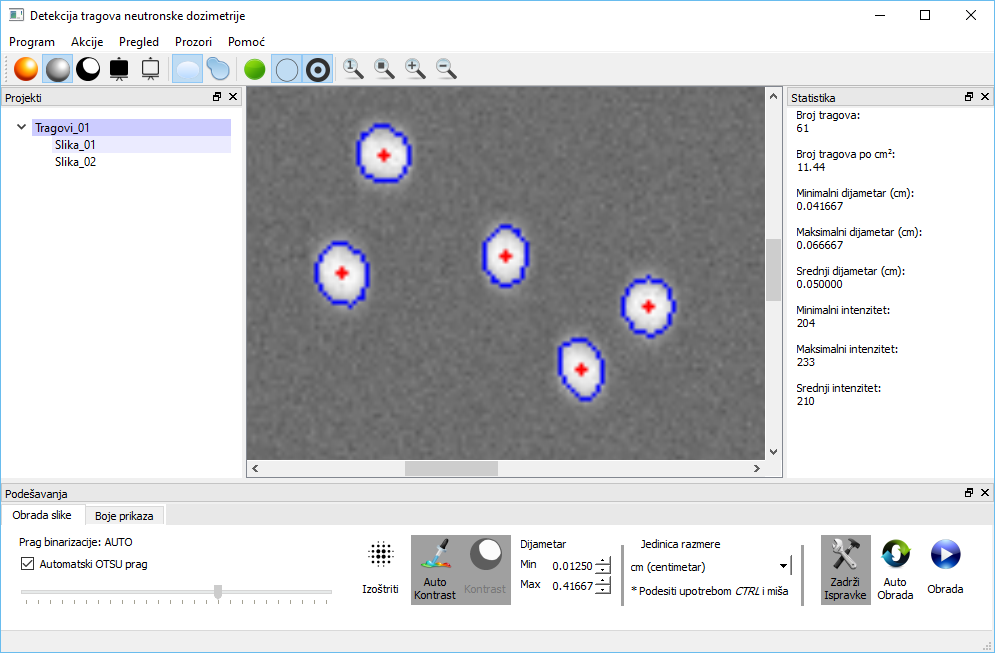 Detekcija tragova neutronske dozimetrije
Program Akcije Pregled Prozori Pomoć
1
Projekti
Tragovi_01
Slika_01
Slika_02
Statistika
Broj tragova:
61
Broj tragova po cm²:
11.44
Minimalni dijametar (cm):
0.041667
Maksimalni dijametar (cm):
0.066667
Srednji dijametar (cm):
0.050000
Minimalni intenzitet:
204
Maksimalni intenzitet:
233
Srednji intenzitet:
210
Podešavanja
Obrada slike
Boje prikaza
Prag binarizacije: AUTO
Automatski OTSU prag
Izoštriti
Auto
Kontrast
Kontrast
Dijametar
Min 0.01250
Max 0.41667
Jedinica razmere
cm (centimetar)
* Podesiti upotrebom CTRL i miša
Zadrži
Ispravke
Auto
Obrada
Obrada